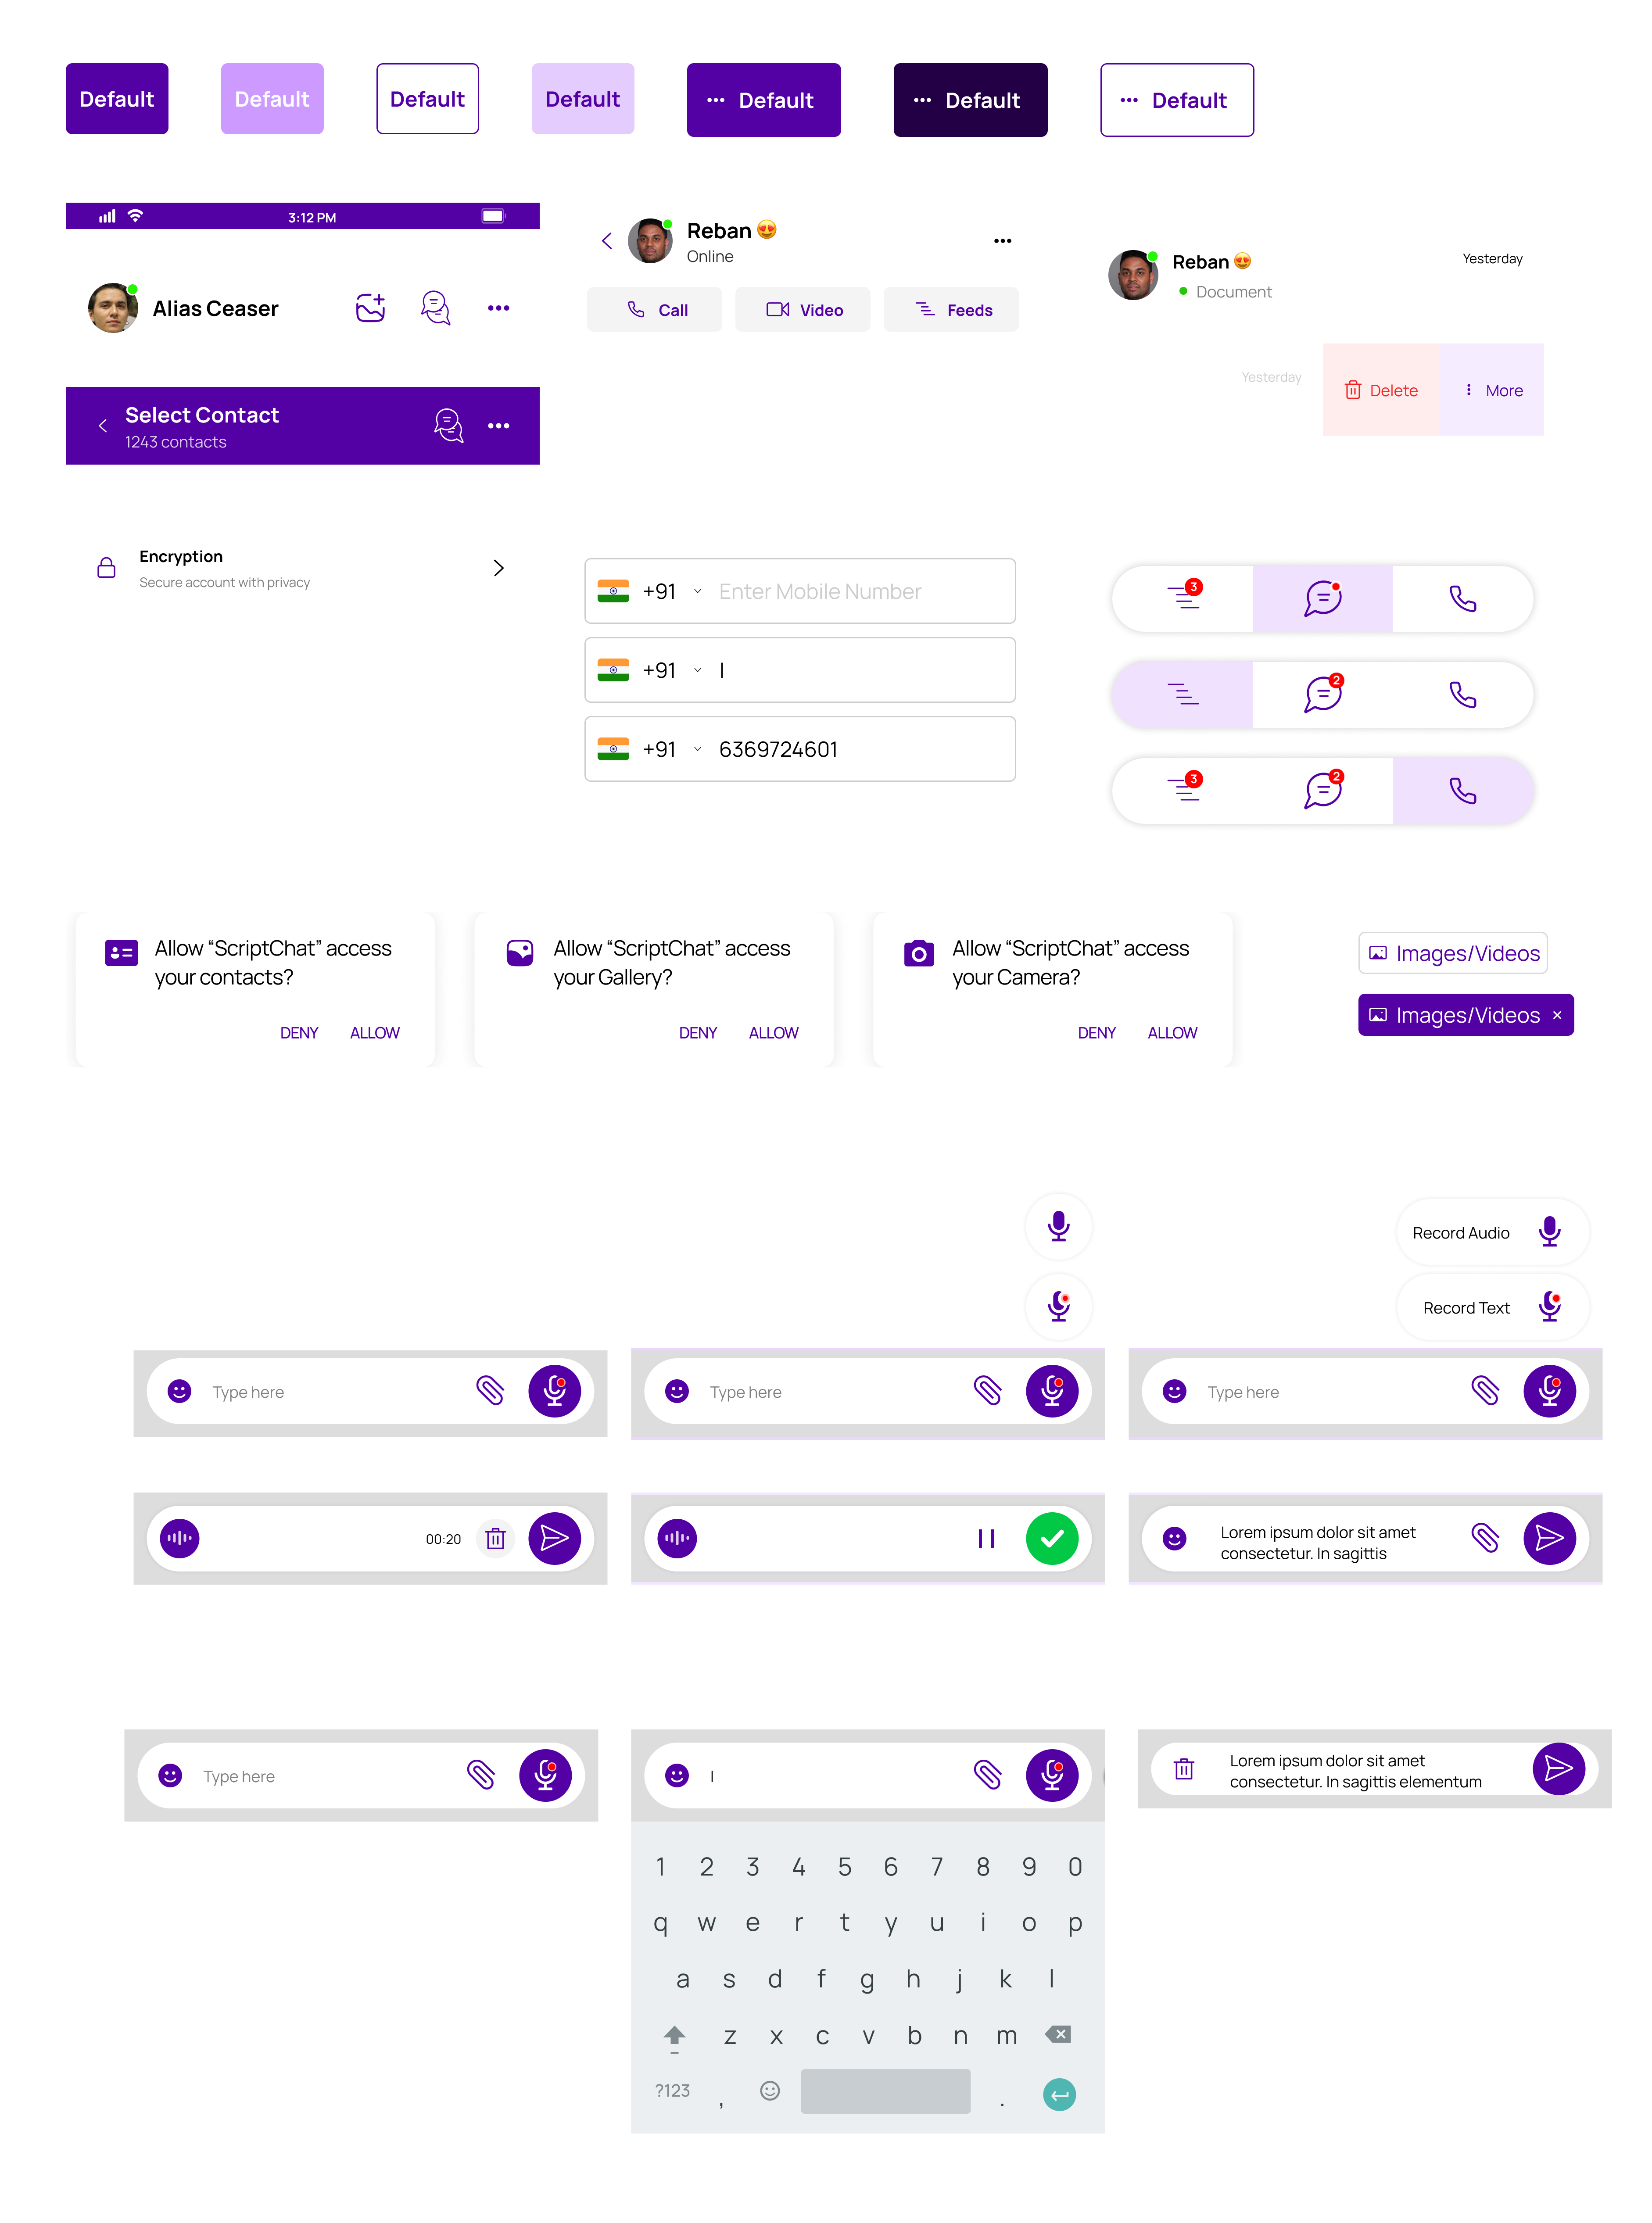 Default
Default
Default
Default
••• Default
••• Default
••• Default
3:12 PM
Alias Ceaser
Reban 😍
Online
Call
Video
Feeds
Reban 😍
Yesterday
Document
Yesterday
Delete
More
Select Contact
1243 contacts
Encryption
Secure account with privacy
+91 Enter Mobile Number
+91 |
+91 6369724601
3
3
2
2
Allow “ScriptChat” access
your contacts?
DENY ALLOW
Allow “ScriptChat” access
your Gallery?
DENY ALLOW
Allow “ScriptChat” access
your Camera?
DENY ALLOW
Images/Videos
Images/Videos ×
Record Audio
Record Text
Type here
Type here
Type here
00:20
Lorem ipsum dolor sit amet
consectetur. In sagittis
Type here
|
Lorem ipsum dolor sit amet
consectetur. In sagittis elementum
1 2 3 4 5 6 7 8 9 0
q w e r t y u i o p
a s d f g h j k l
z x c v b n m
?123 , .